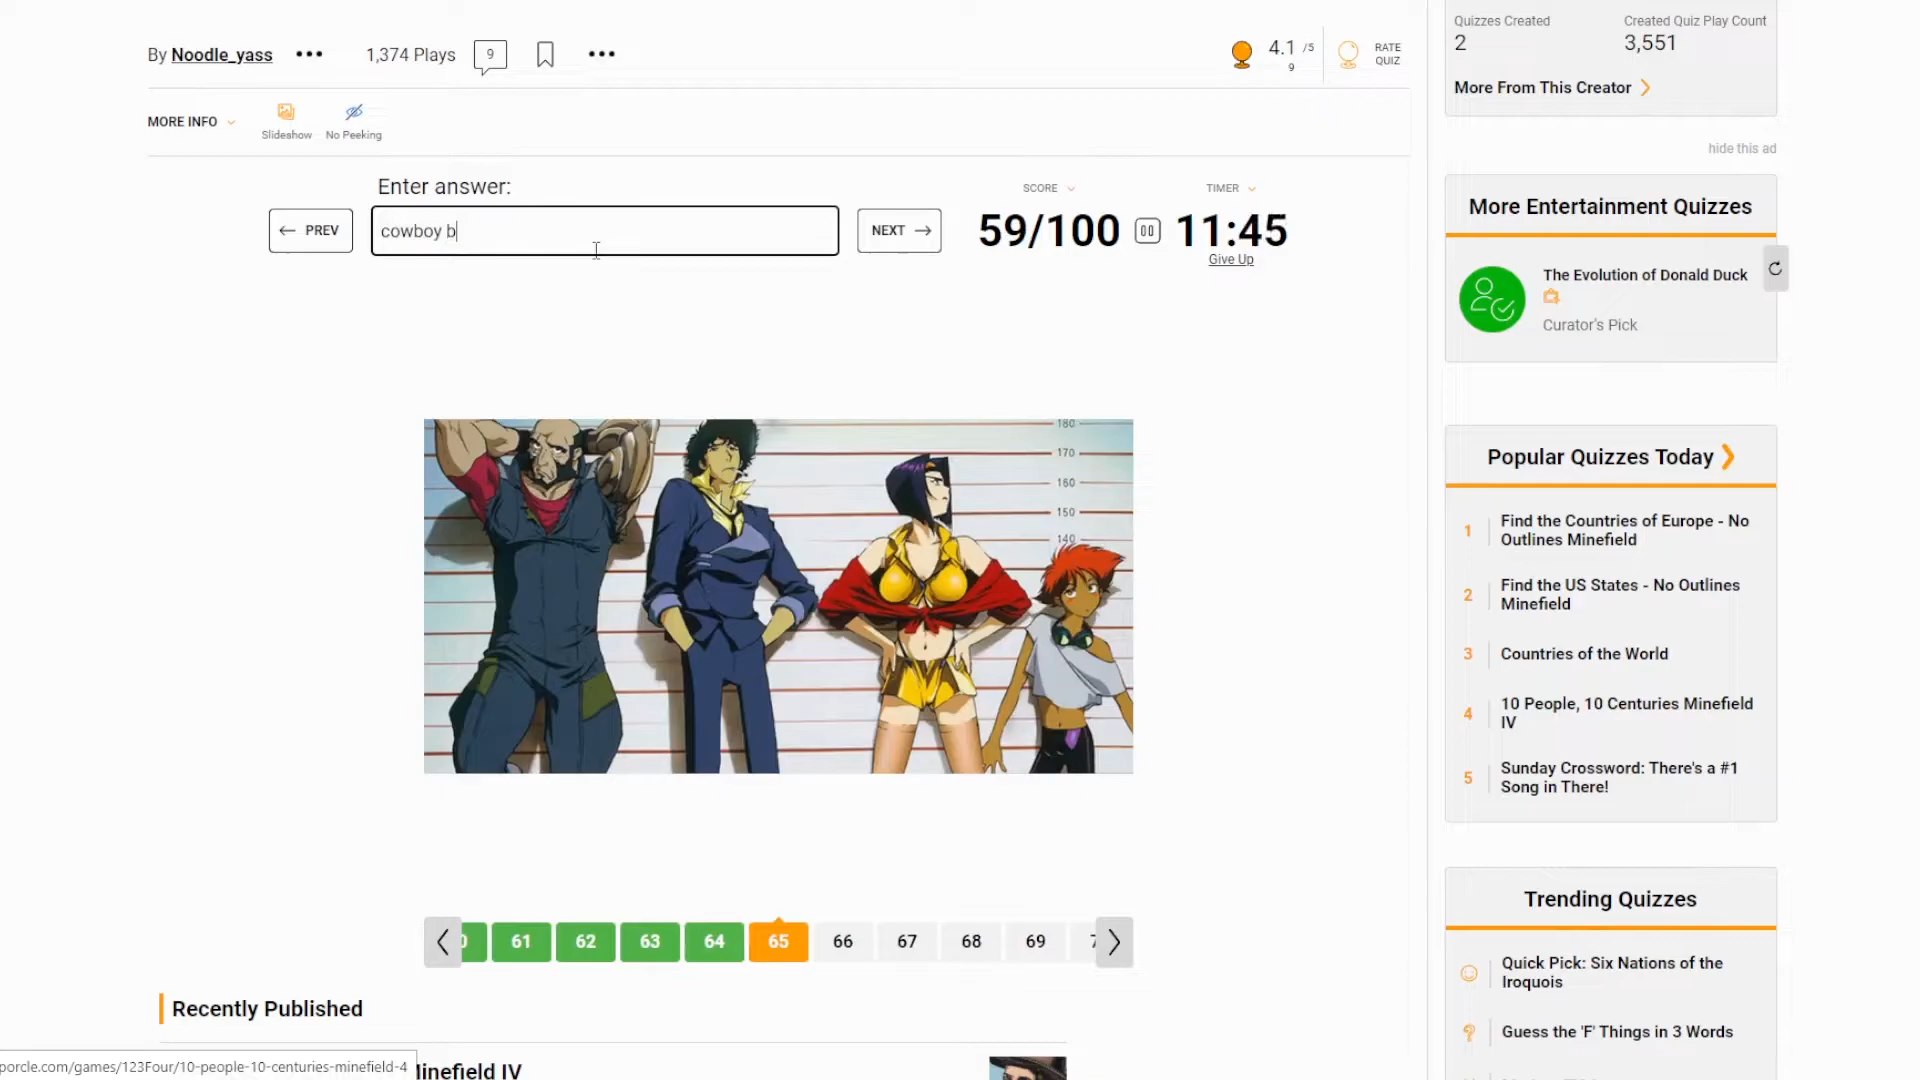 By Noodle_yass ••• 1,374 Plays 9 •••
4.1 /5
9
RATE
QUIZ
MORE INFO
Slideshow
No Peeking
Enter answer:
PREV
cowboy b
NEXT
SCORE
59/100
TIMER
11:45
Give Up
180
170
160
150
140
61 62 63 64 65 66 67 68 69
Recently Published
porcle.com/games/123Four/10-people-10-centuries-minefield-4
linefield IV
Quizzes Created
2
Created Quiz Play Count
3,551
More From This Creator
hide this ad
More Entertainment Quizzes
The Evolution of Donald Duck
Curator's Pick
Popular Quizzes Today
1 Find the Countries of Europe - No
Outlines Minefield
2 Find the US States - No Outlines
Minefield
3 Countries of the World
4 10 People, 10 Centuries Minefield
IV
5 Sunday Crossword: There's a #1
Song in There!
Trending Quizzes
Quick Pick: Six Nations of the
Iroquois
Guess the 'F' Things in 3 Words